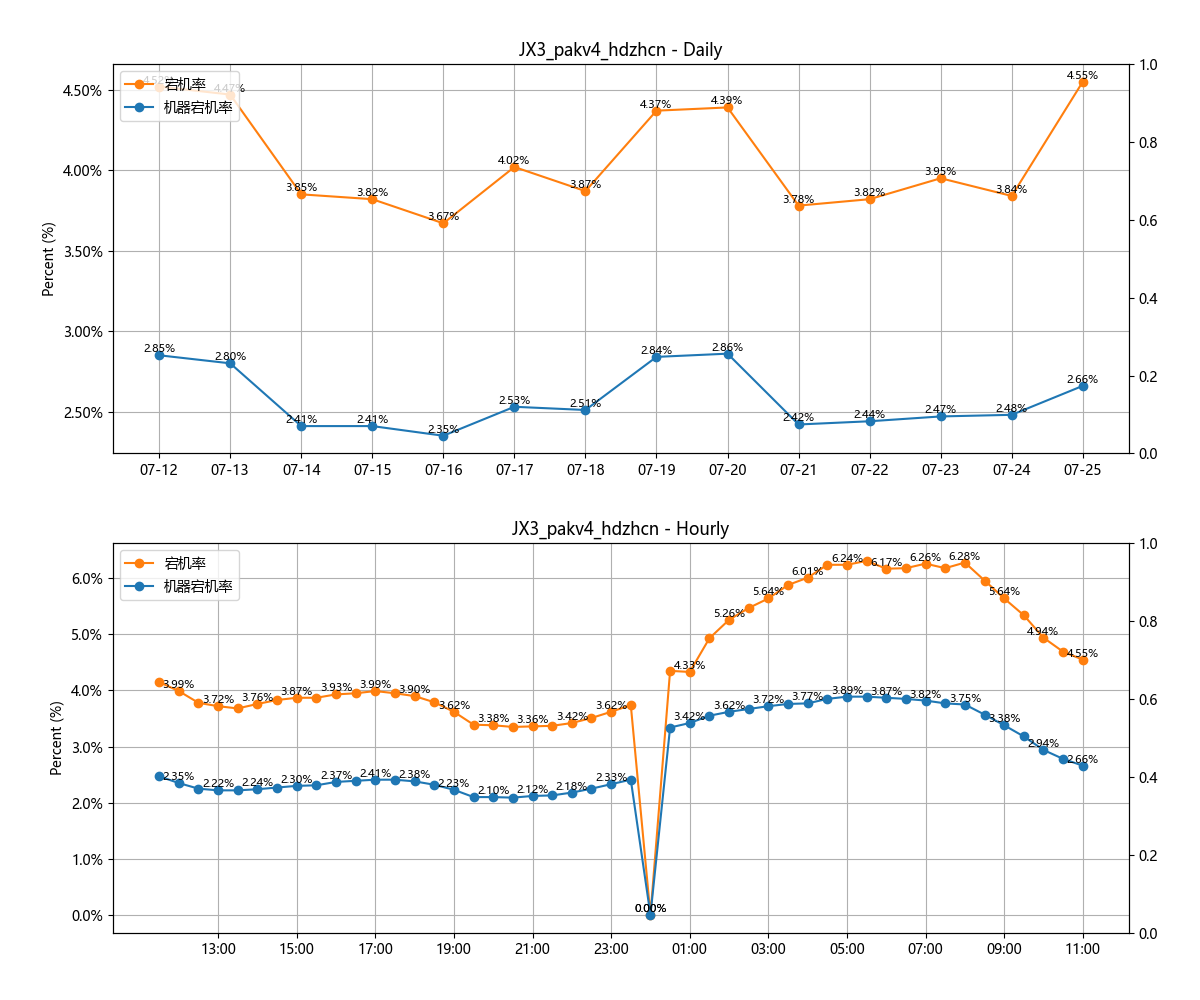 JX3_pakv4_hdzhcn - Daily
宕机率
机器宕机率
Percent (%)
4.50%
4.00%
3.50%
3.00%
2.50%
1.0
0.8
0.6
0.4
0.2
0.0
4.52% 4.47% 3.85% 3.82% 3.67% 4.02% 3.87% 4.37% 4.39% 3.78% 3.82% 3.95% 3.84% 4.55%
2.85% 2.80% 2.41% 2.41% 2.35% 2.53% 2.51% 2.84% 2.86% 2.42% 2.44% 2.47% 2.48% 2.66%
07-12 07-13 07-14 07-15 07-16 07-17 07-18 07-19 07-20 07-21 07-22 07-23 07-24 07-25
JX3_pakv4_hdzhcn - Hourly
宕机率
机器宕机率
Percent (%)
6.0%
5.0%
4.0%
3.0%
2.0%
1.0%
0.0%
1.0
0.8
0.6
0.4
0.2
0.0
3.99% 3.72% 3.76% 3.87% 3.93% 3.99% 3.90% 3.62% 3.38% 3.36% 3.42% 3.62% 0.00% 4.33% 5.26% 5.64% 6.01% 6.24% 6.17% 6.26% 6.28% 5.64% 4.94% 4.55%
2.35% 2.22% 2.24% 2.30% 2.37% 2.41% 2.38% 2.23% 2.10% 2.12% 2.18% 2.33% 0.00% 3.42% 3.62% 3.72% 3.77% 3.89% 3.87% 3.82% 3.75% 3.38% 2.94% 2.66%
13:00 15:00 17:00 19:00 21:00 23:00 01:00 03:00 05:00 07:00 09:00 11:00